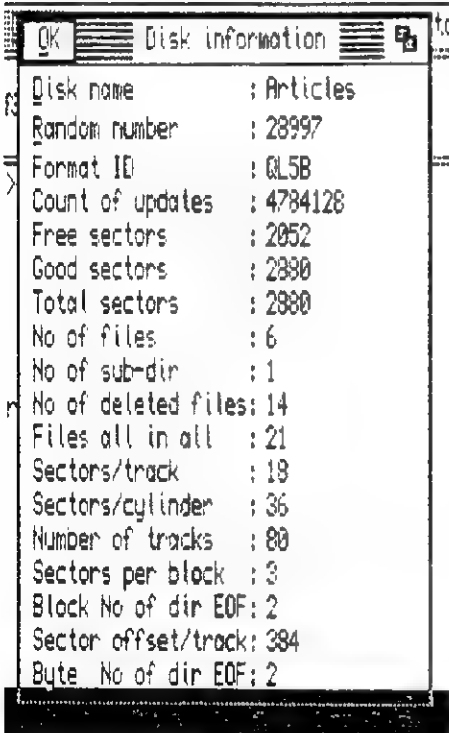 OK Disk information
Disk name : Articles
Random number : 28997
Format ID : QL5B
Count of updates : 4784128
Free sectors : 2052
Good sectors : 2880
Total sectors : 2880
No of files : 6
No of sub-dir : 1
No of deleted files: 14
Files all in all : 21
Sectors/track : 18
Sectors/cylinder : 36
Number of tracks : 80
Sectors per block : 3
Block No of dir EOF: 2
Sector offset/track: 384
Byte No of dir EOF: 2